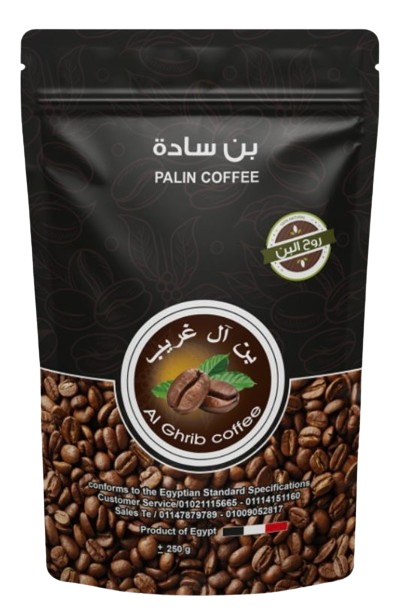 بن سادة
PALIN COFFEE
روح البن
بن آل غريب
Al Ghrib coffee
conforms to the Egyptian Standard Specifications
Customer Service/01021115665 - 01114151160
Sales Te / 01147879789 - 01009052817
Product of Egypt
± 250 g